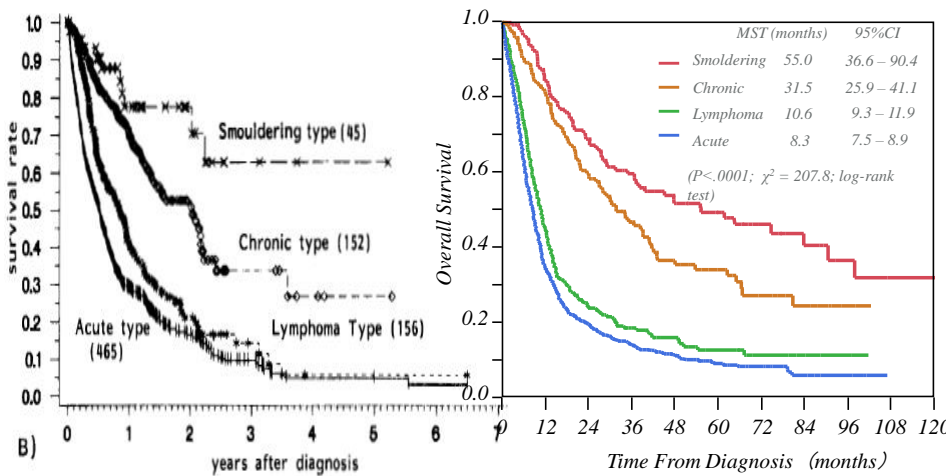 survival rate
1.0
0.9
0.8
0.7
0.6
0.5
0.4
0.3
0.2
0.1
0.0
Smouldering type (45)
Chronic type (152)
Lymphoma Type (156)
Acute type
(465)
0 1 2 3 4 5 6 7
B)
years after diagnosis
Overall Survival
1.0
0.8
0.6
0.4
0.2
0.0
MST (months) 95%CI
Smoldering 55.0 36.6 – 90.4
Chronic 31.5 25.9 – 41.1
Lymphoma 10.6 9.3 – 11.9
Acute 8.3 7.5 – 8.9
(P<.0001; χ² = 207.8; log-rank
test)
0 12 24 36 48 60 72 84 96 108 120
Time From Diagnosis (months)